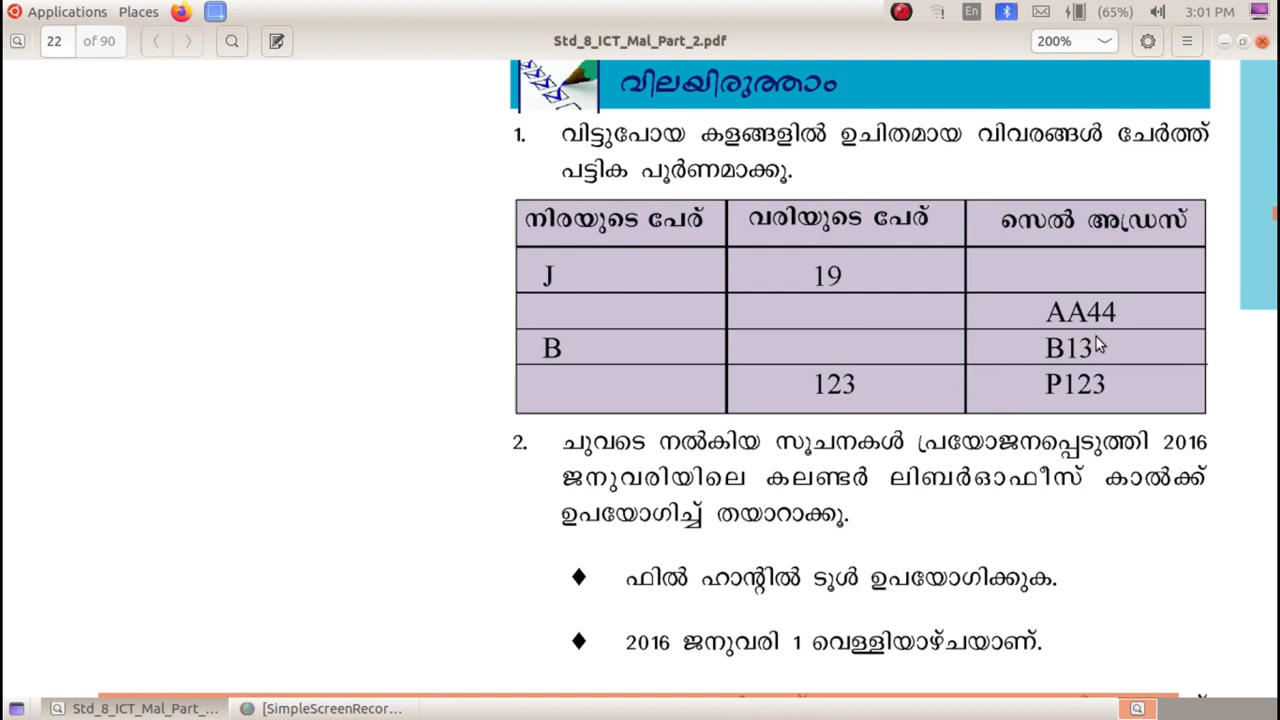 Applications Places En (65%) 3:01 PM
22 of 90 Std_8_ICT_Mal_Part_2.pdf 200%
വിലയിരുത്താം
1. വിട്ടുപോയ കളങ്ങളിൽ ഉചിതമായ വിവരങ്ങൾ ചേർത്ത്
പട്ടിക പൂർണമാക്കൂ.
നിരയുടെ പേര് വരിയുടെ പേര് സെൽ അഡ്രസ്
J 19
AA44
B B13
123 P123
2. ചുവടെ നൽകിയ സൂചനകൾ പ്രയോജനപ്പെടുത്തി 2016
ജനുവരിയിലെ കലണ്ടർ ലിബർഓഫീസ് കാൽക്ക്
ഉപയോഗിച്ച് തയാറാക്കൂ.
♦ ഫിൽ ഹാന്റിൽ ടൂൾ ഉപയോഗിക്കുക.
♦ 2016 ജനുവരി 1 വെള്ളിയാഴ്ചയാണ്.
Std_8_ICT_Mal_Part_... [SimpleScreenRecor...